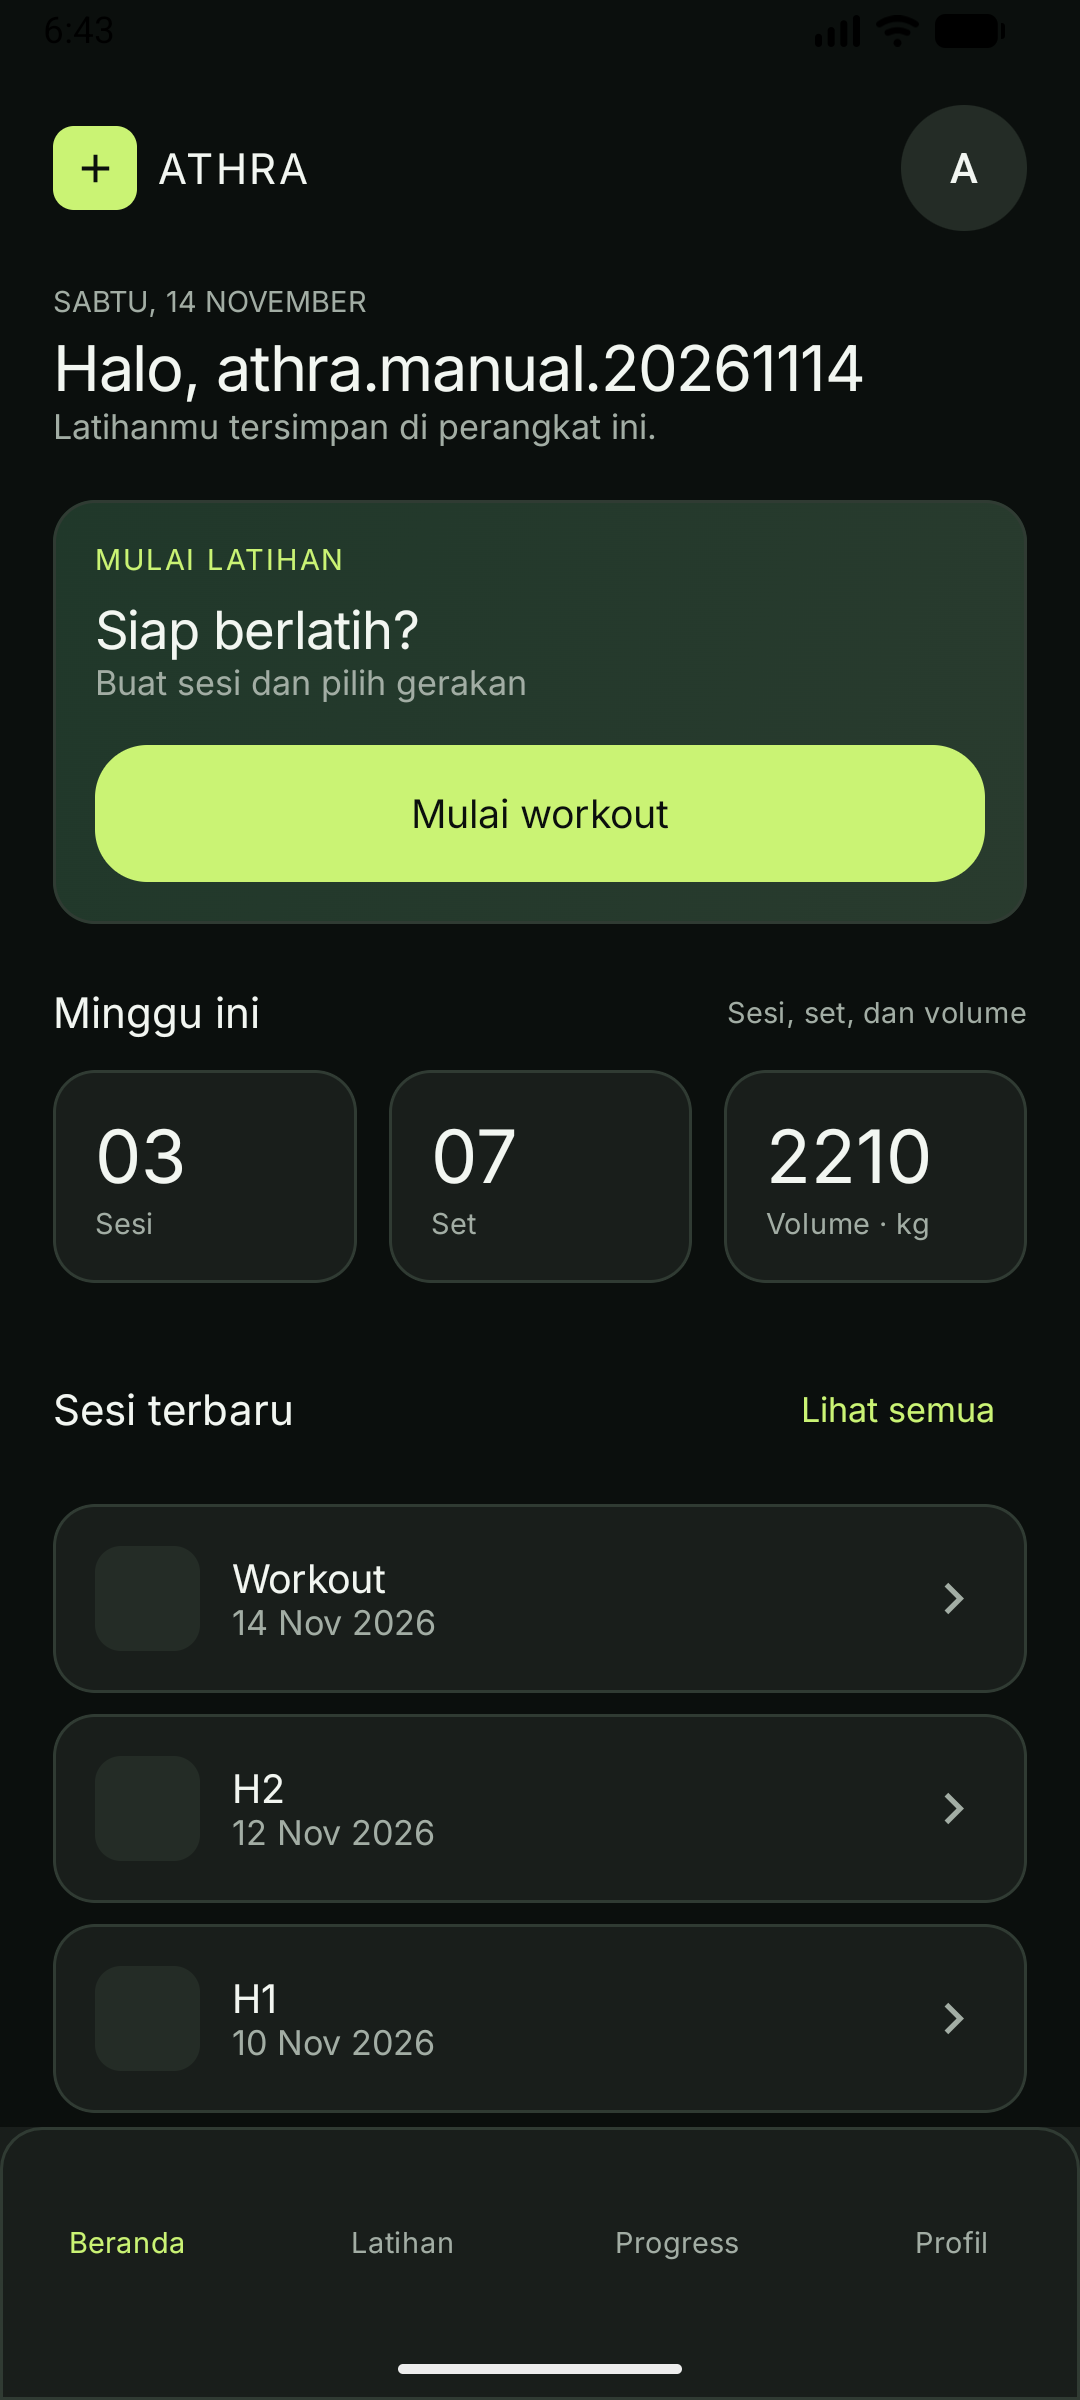 6:43
ATHRA
A
SABTU, 14 NOVEMBER
Halo, athra.manual.20261114
Latihanmu tersimpan di perangkat ini.
MULAI LATIHAN
Siap berlatih?
Buat sesi dan pilih gerakan
Mulai workout
Minggu ini
Sesi, set, dan volume
03
Sesi
07
Set
2210
Volume · kg
Sesi terbaru
Lihat semua
Workout
14 Nov 2026
H2
12 Nov 2026
H1
10 Nov 2026
Beranda
Latihan
Progress
Profil